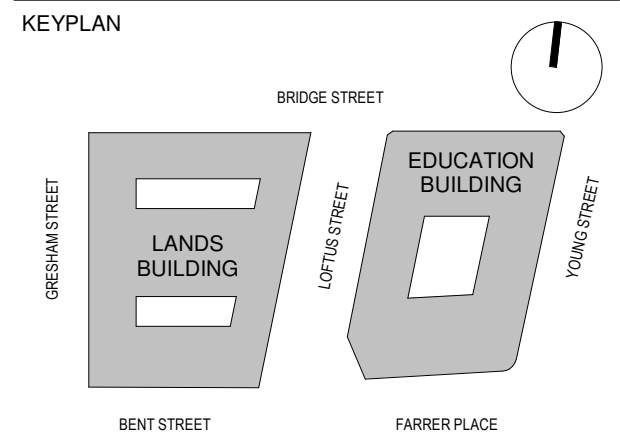 KEYPLAN
BRIDGE STREET
EDUCATION
BUILDING
GRESHAM STREET
LANDS
BUILDING
LOFTUS STREET
YOUNG STREET
BENT STREET
FARRER PLACE